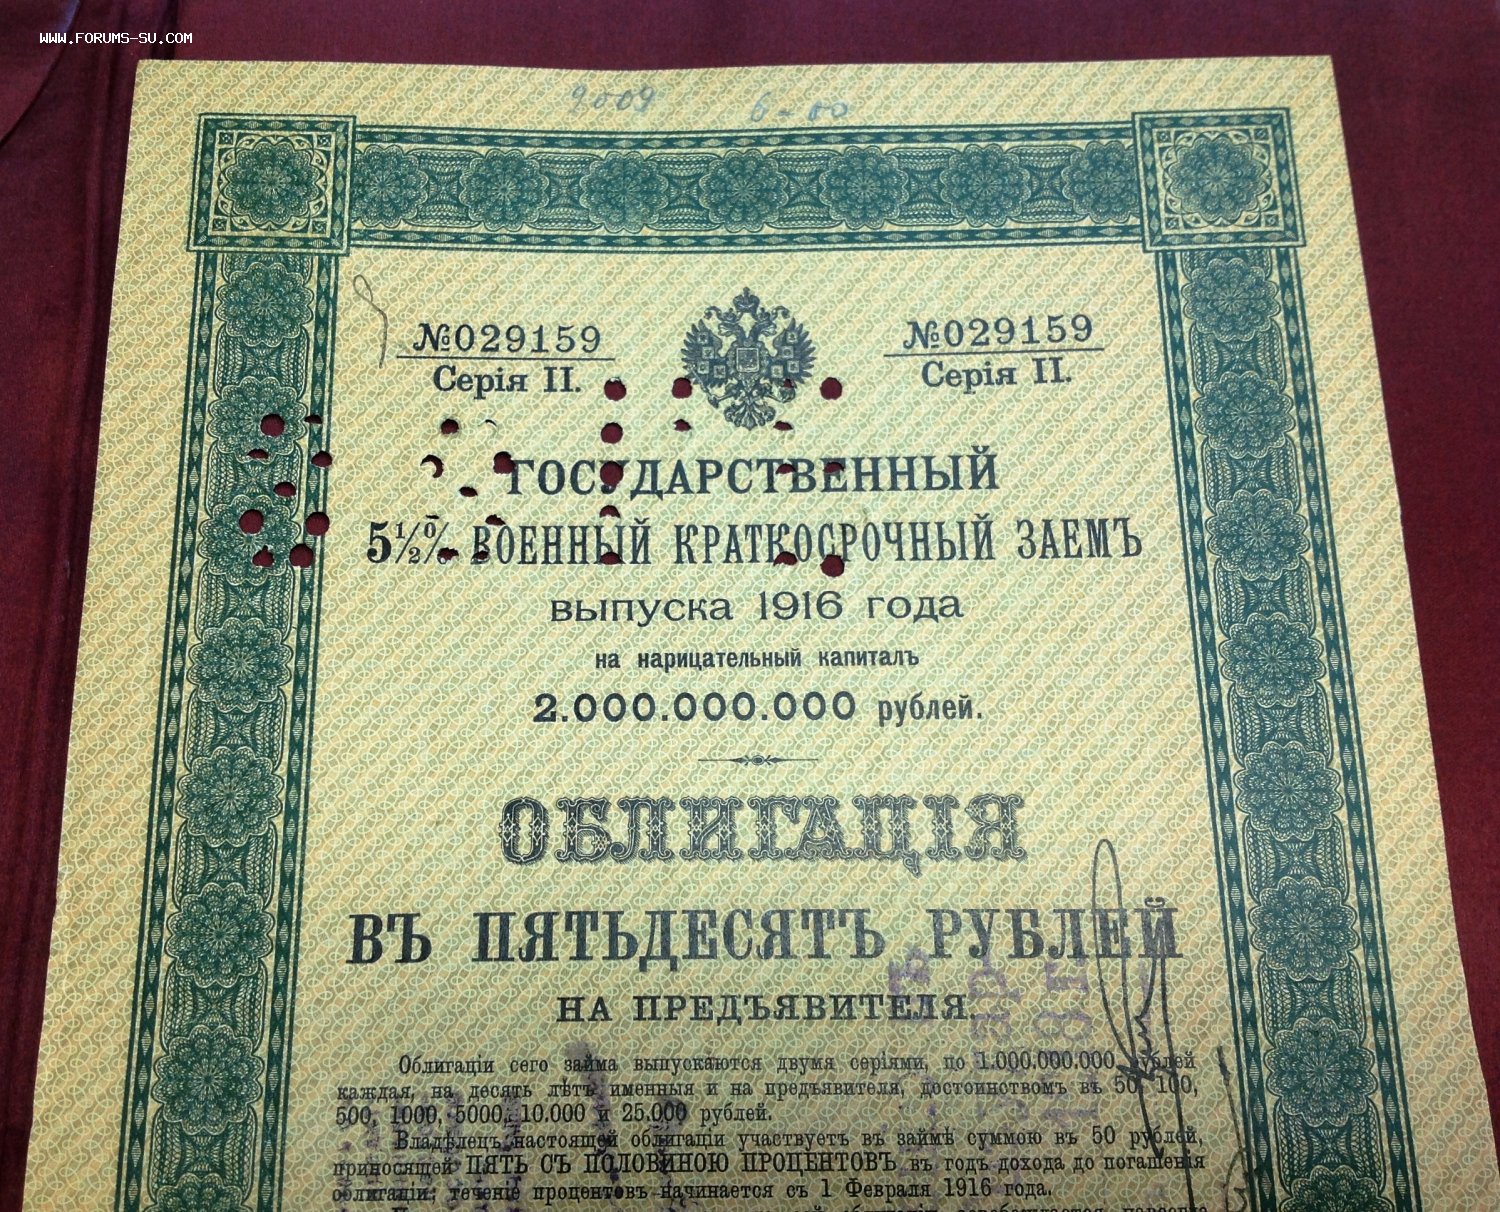 WWW.FORUMS-SU.COM
9009 6-00
№029159 №029159
Серія II. Серія II.
ГОСУДАРСТВЕННЫЙ
5½% ВОЕННЫЙ КРАТКОСРОЧНЫЙ ЗАЕМЪ
выпуска 1916 года
на нарицательный капиталъ
2.000.000.000 рублей.
ОБЛИГАЦІЯ
ВЪ ПЯТЬДЕСЯТЪ РУБЛЕЙ
НА ПРЕДЪЯВИТЕЛЯ.
Облигаціи сего займа выпускаются двумя серіями, по 1.000.000.000 рублей
каждая, на десять лѣтъ именныя и на предъявителя, достоинствомъ въ 50, 100,
500, 1000, 5000, 10.000 и 25.000 рублей.
Владѣлецъ настоящей облигаціи участвуетъ въ займѣ суммою въ 50 рублей,
приносящей ПЯТЬ СЪ ПОЛОВИНОЮ ПРОЦЕНТОВЪ въ годъ дохода до погашенія
облигаціи; теченіе процентовъ начинается съ 1 Февраля 1916 года.